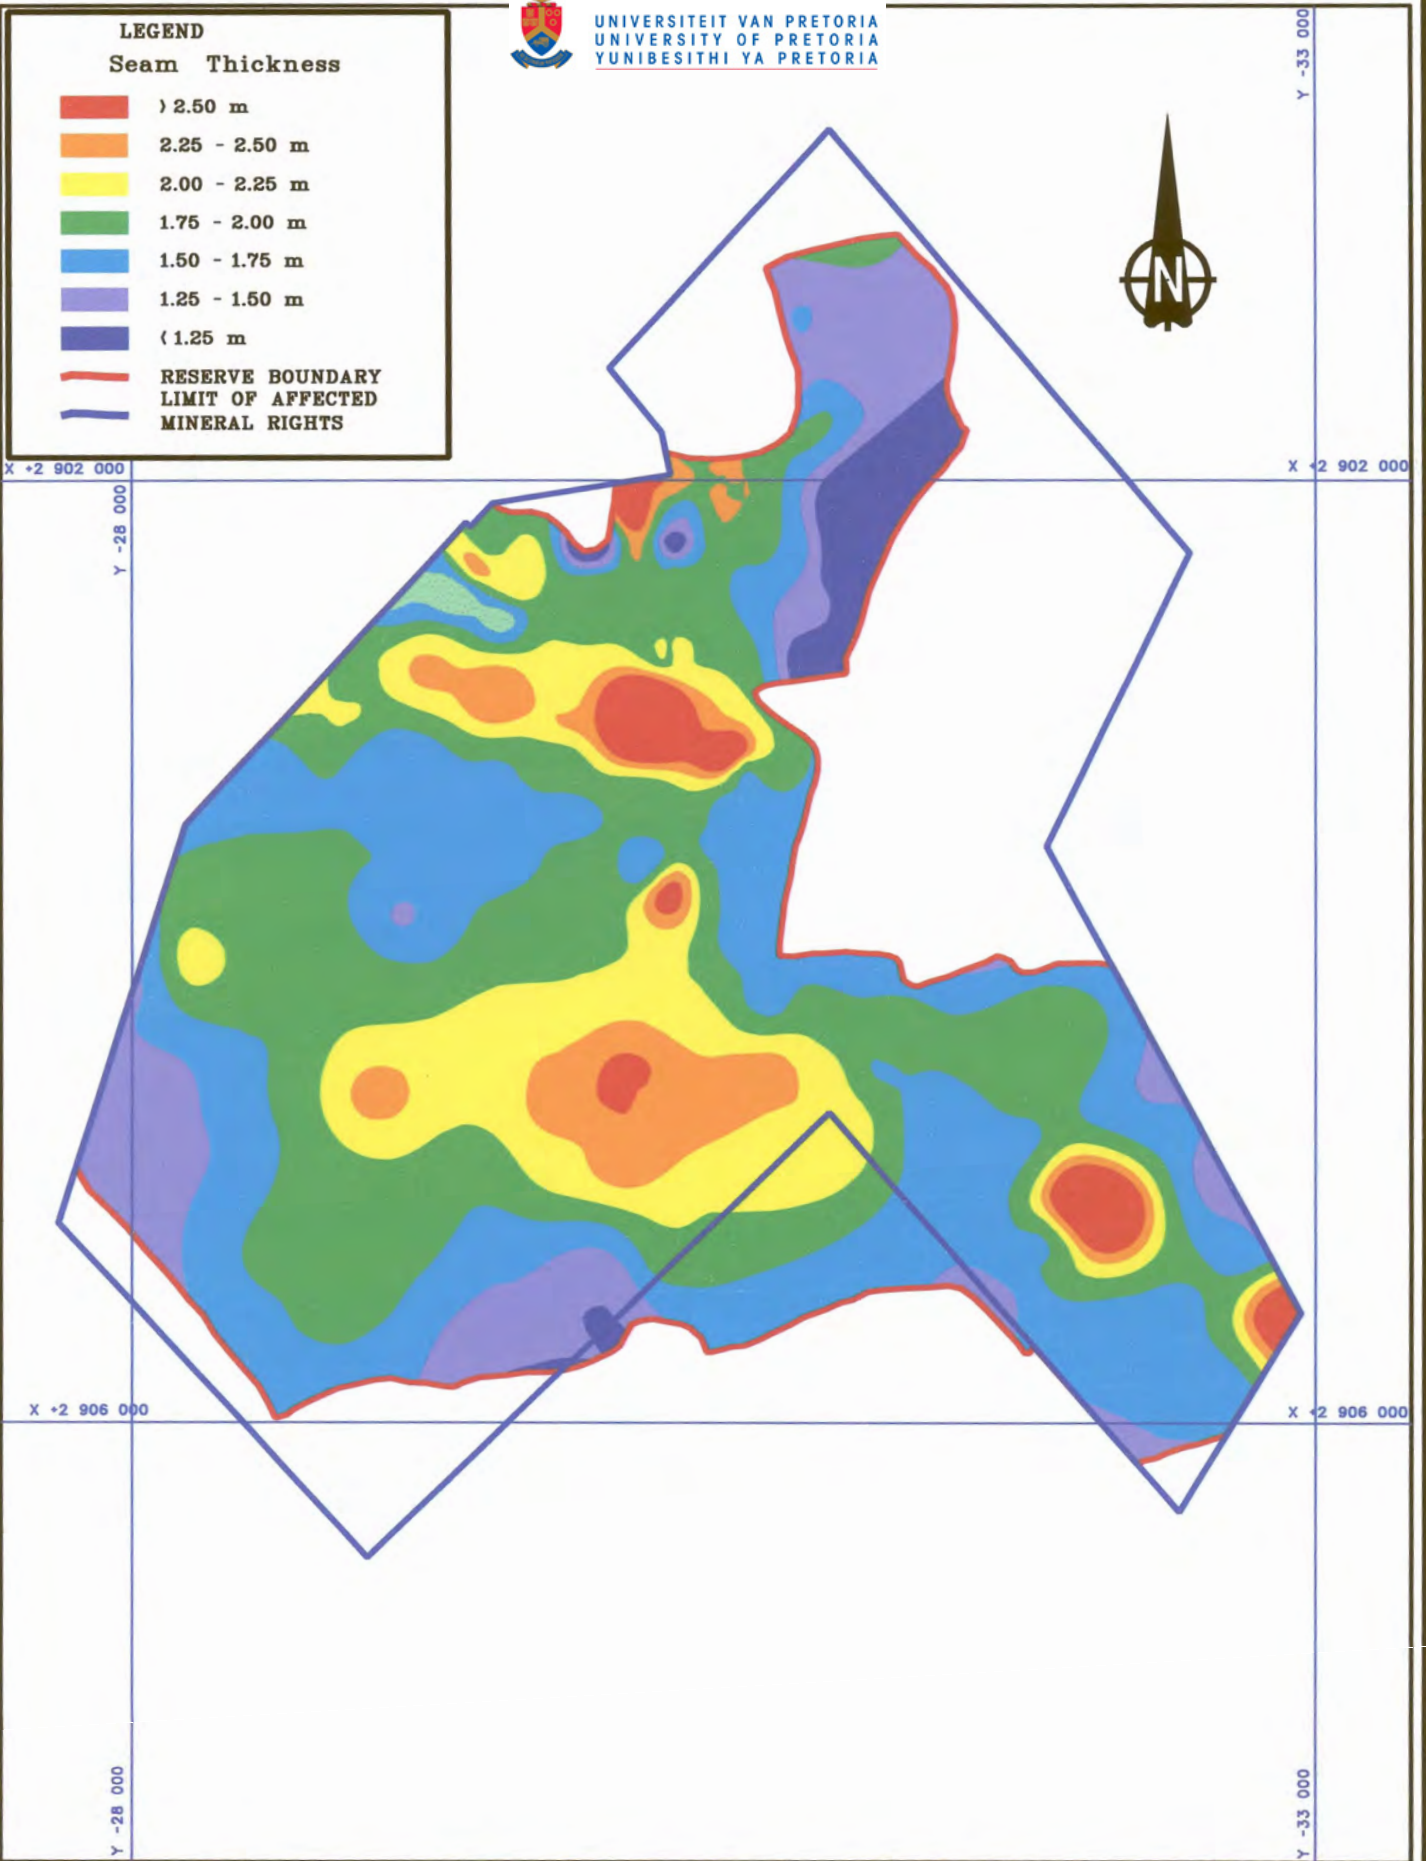 LEGEND
Seam Thickness
> 2.50 m
2.25 - 2.50 m
2.00 - 2.25 m
1.75 - 2.00 m
1.50 - 1.75 m
1.25 - 1.50 m
< 1.25 m
RESERVE BOUNDARY
LIMIT OF AFFECTED
MINERAL RIGHTS
UNIVERSITEIT VAN PRETORIA
UNIVERSITY OF PRETORIA
YUNIBESITHI YA PRETORIA
Y -33 000
N
X +2 902 000
X +2 902 000
Y -28 000
X +2 906 000
X +2 906 000
Y -28 000
Y -33 000